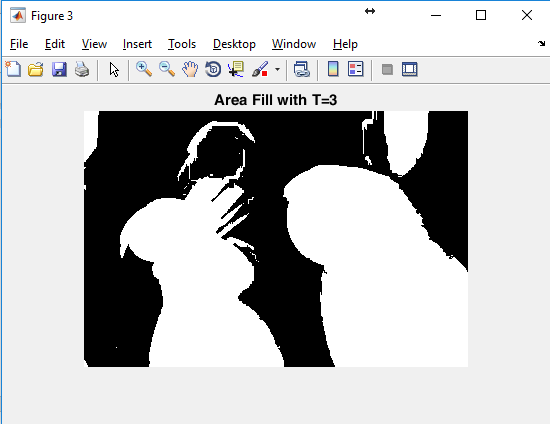 Figure 3
File Edit View Insert Tools Desktop Window Help
Area Fill with T=3